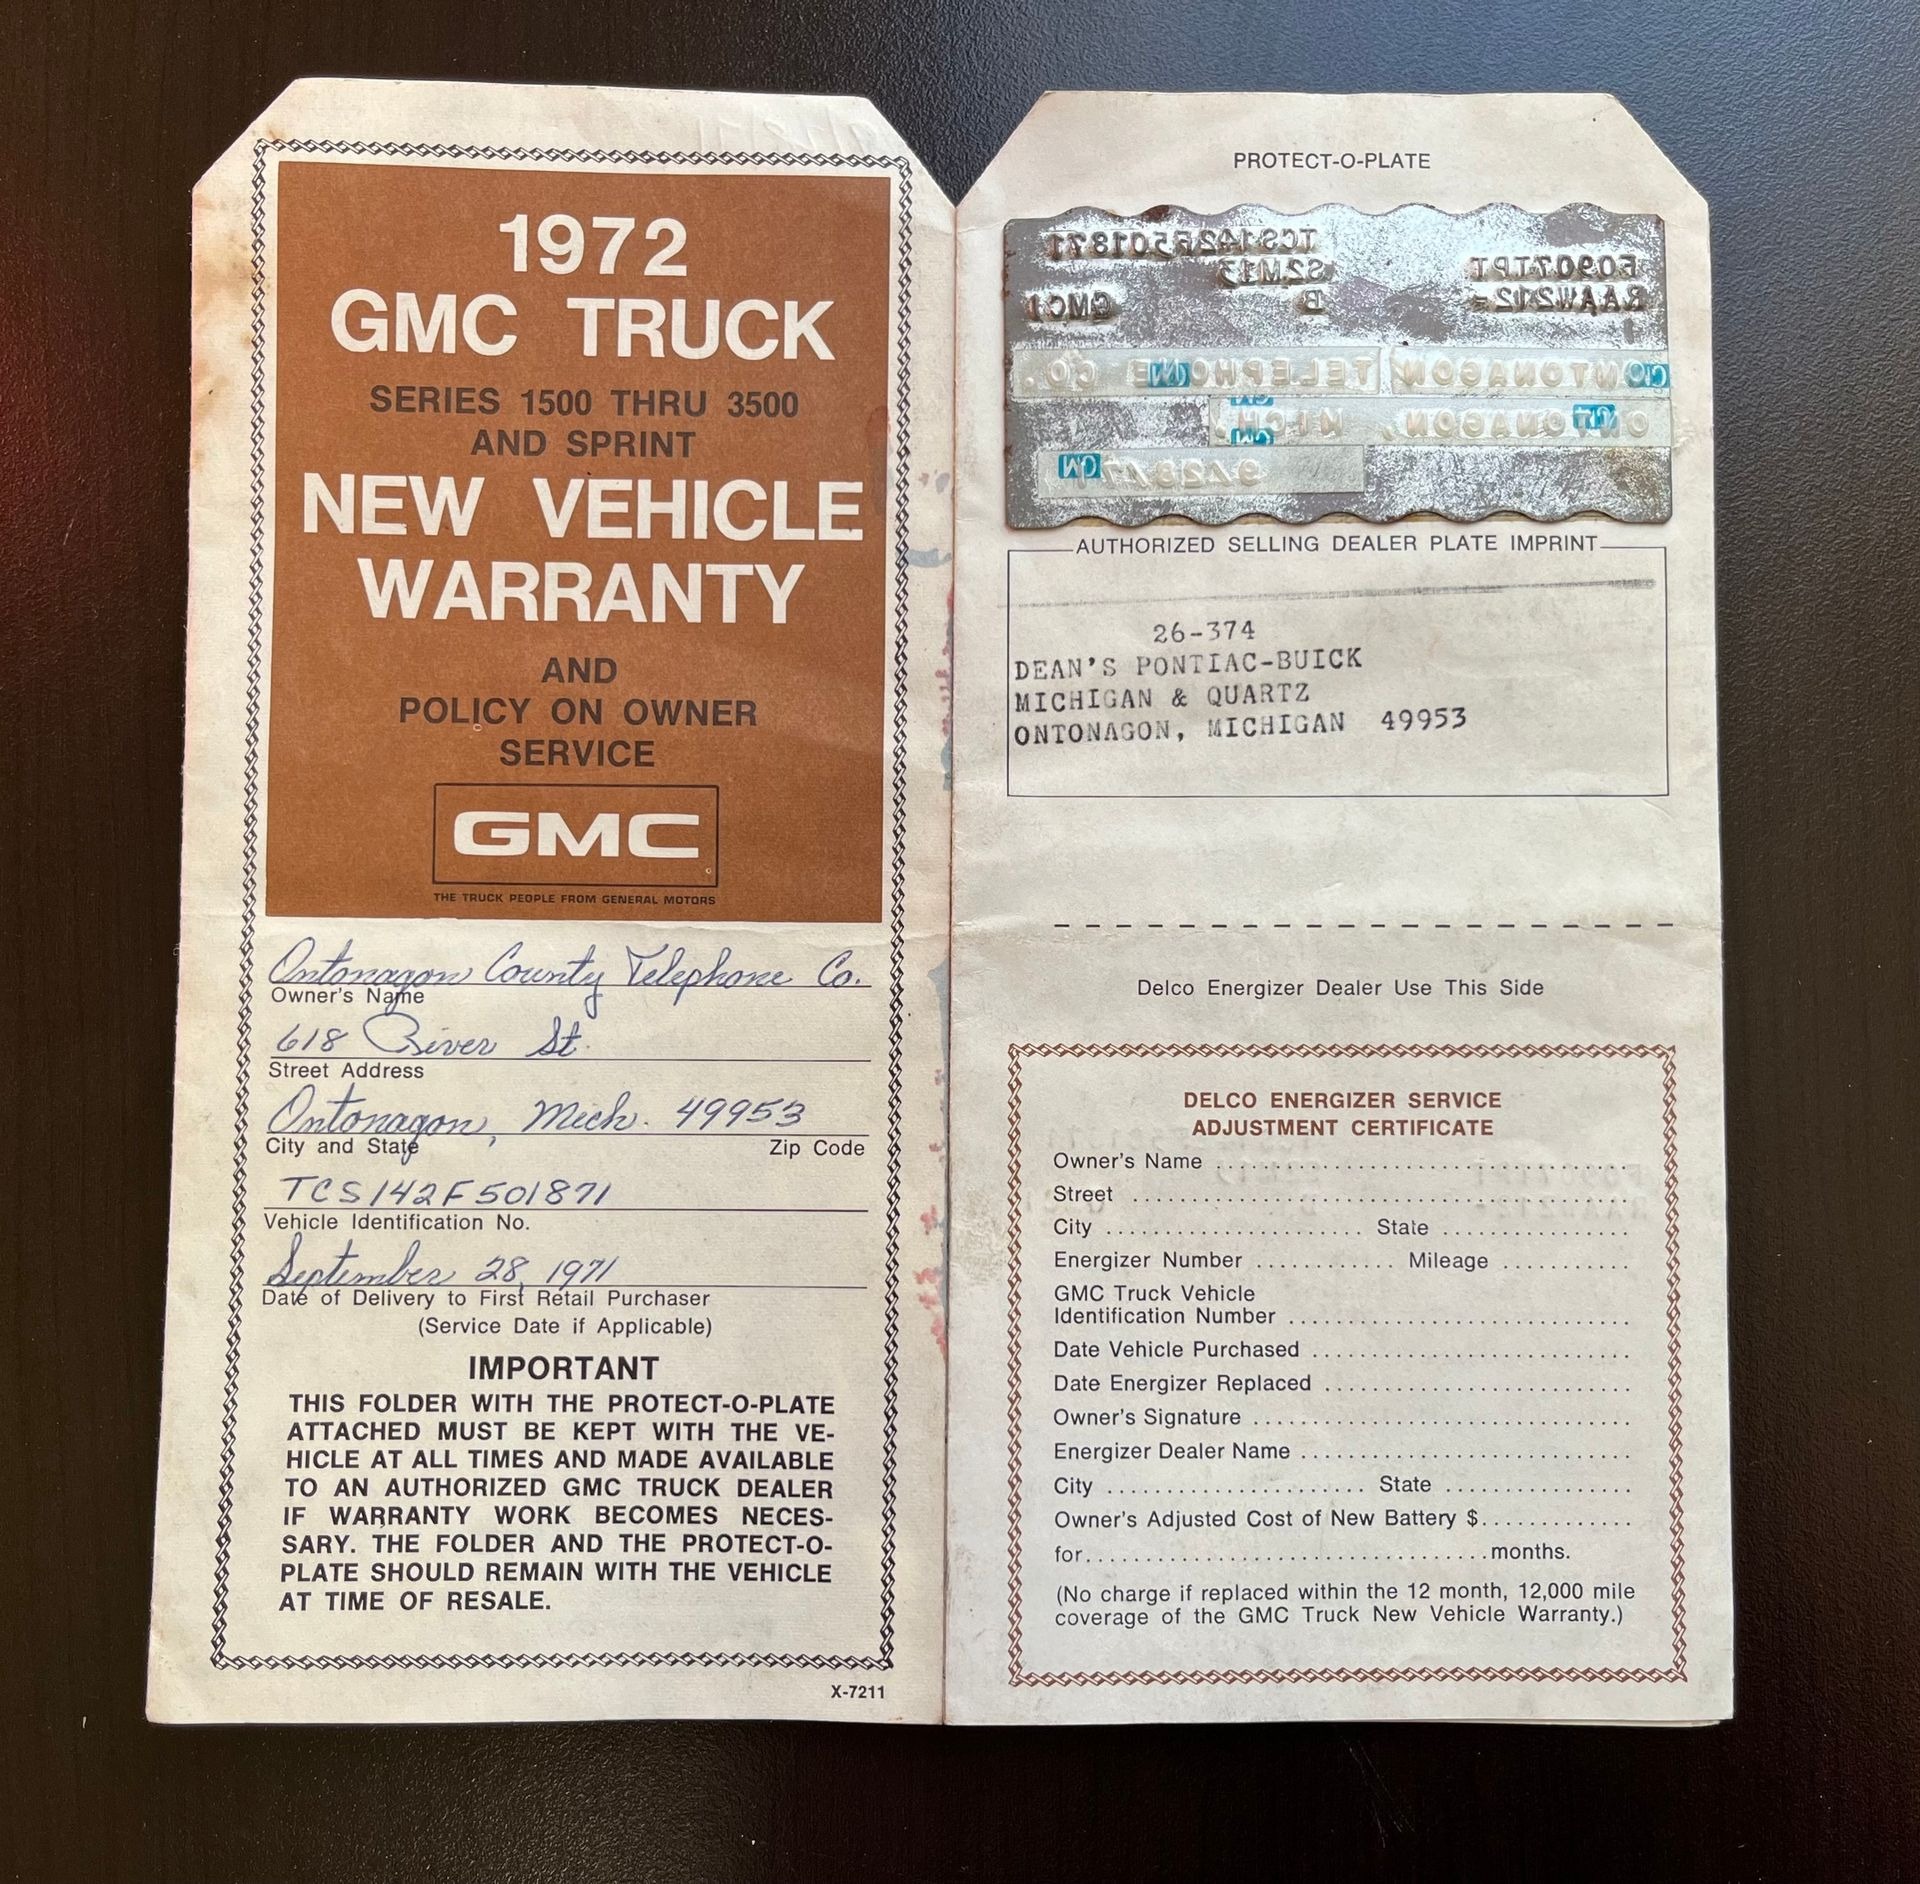 1972
GMC TRUCK
SERIES 1500 THRU 3500
AND SPRINT
NEW VEHICLE
WARRANTY
AND
POLICY ON OWNER
SERVICE
GMC
THE TRUCK PEOPLE FROM GENERAL MOTORS
Ontonagon County Telephone Co.
Owner's Name
618 River St.
Street Address
Ontonagon, Mich. 49953
City and State Zip Code
TCS142F501871
Vehicle Identification No.
September 28, 1971
Date of Delivery to First Retail Purchaser
(Service Date if Applicable)
IMPORTANT
THIS FOLDER WITH THE PROTECT-O-PLATE
ATTACHED MUST BE KEPT WITH THE VE-
HICLE AT ALL TIMES AND MADE AVAILABLE
TO AN AUTHORIZED GMC TRUCK DEALER
IF WARRANTY WORK BECOMES NECES-
SARY. THE FOLDER AND THE PROTECT-O-
PLATE SHOULD REMAIN WITH THE VEHICLE
AT TIME OF RESALE.
X-7211
PROTECT-O-PLATE
TCS142F501871
F0907TPT S2M13
RAAW212- B GMC1
ONTONAGON TELEPHONE CO.
ONTONAGON, MICH.
AUTHORIZED SELLING DEALER PLATE IMPRINT
26-374
DEAN'S PONTIAC-BUICK
MICHIGAN & QUARTZ
ONTONAGON, MICHIGAN 49953
Delco Energizer Dealer Use This Side
DELCO ENERGIZER SERVICE
ADJUSTMENT CERTIFICATE
Owner's Name
Street
City State
Energizer Number Mileage
GMC Truck Vehicle
Identification Number
Date Vehicle Purchased
Date Energizer Replaced
Owner's Signature
Energizer Dealer Name
City State
Owner's Adjusted Cost of New Battery $
for months.
(No charge if replaced within the 12 month, 12,000 mile
coverage of the GMC Truck New Vehicle Warranty.)